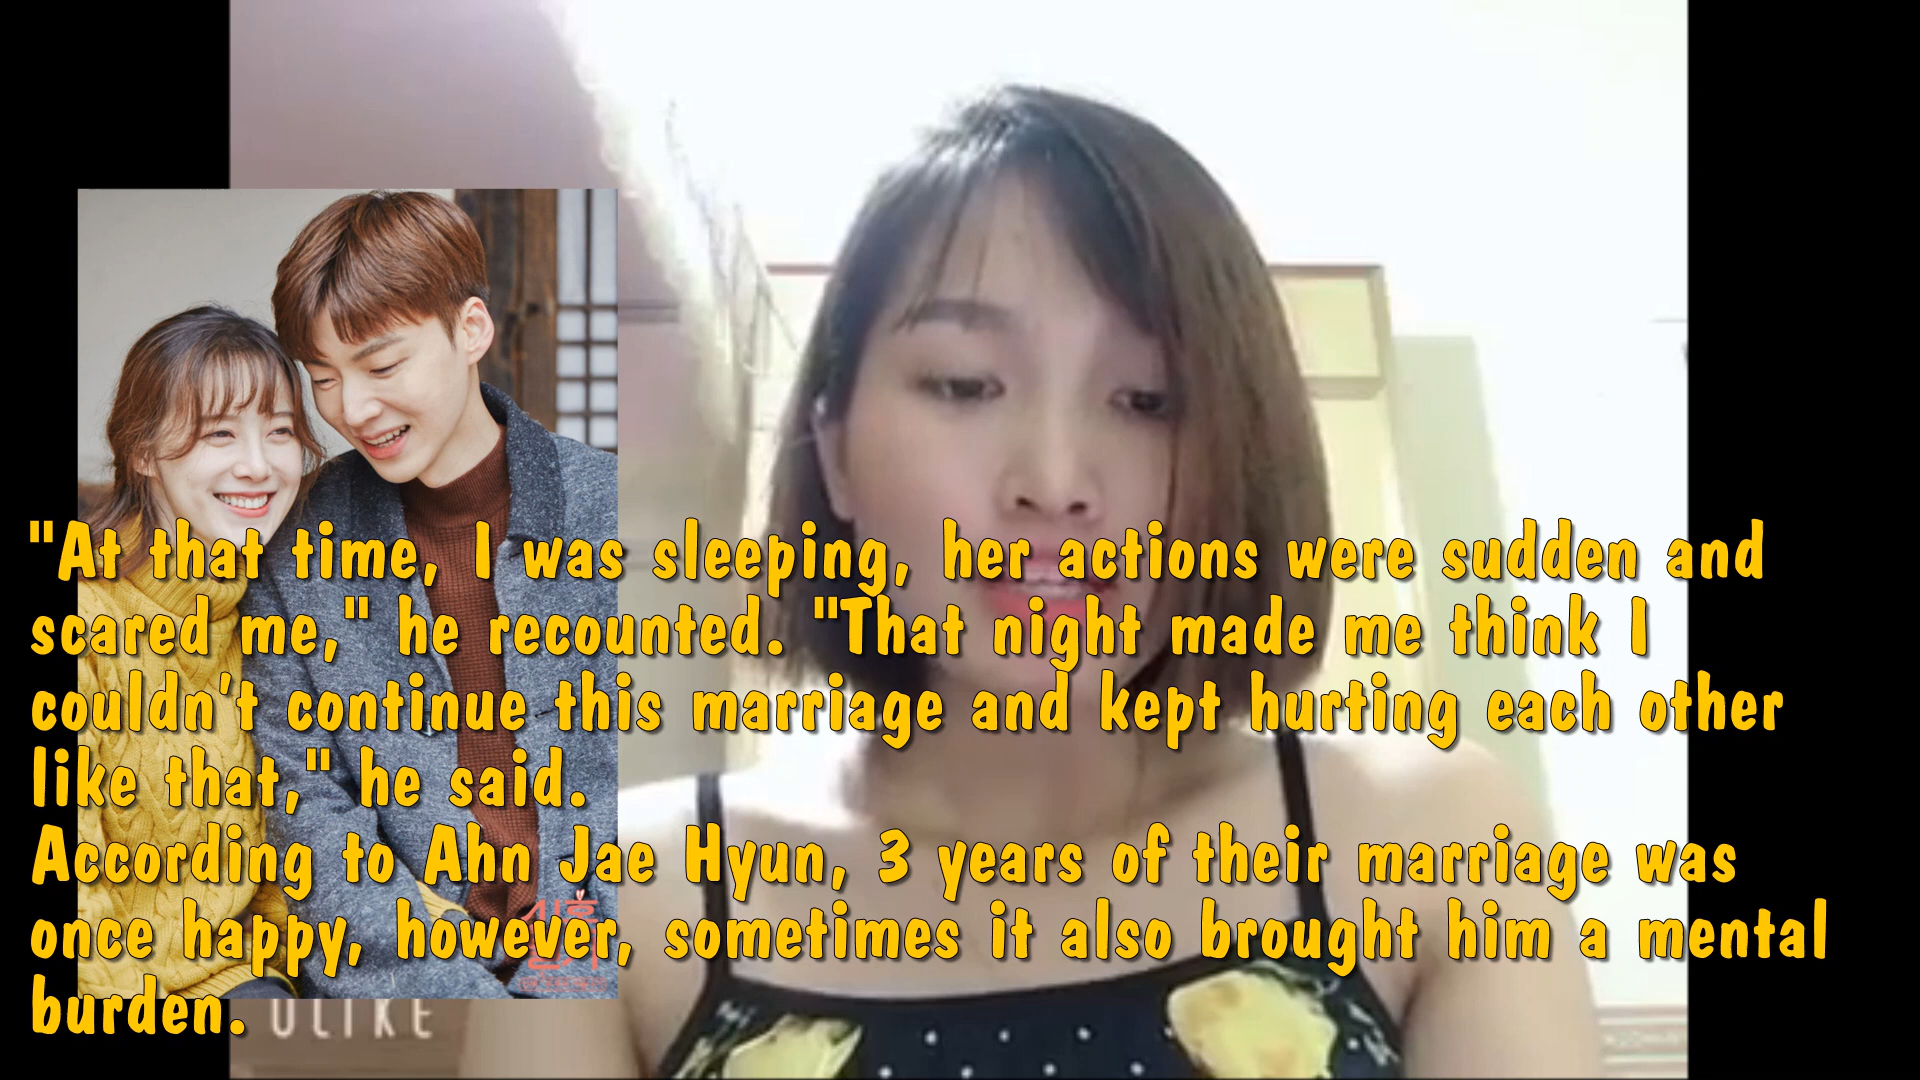 "At that time, I was sleeping, her actions were sudden and
scared me," he recounted. "That night made me think I
couldn't continue this marriage and kept hurting each other
like that," he said.
According to Ahn Jae Hyun, 3 years of their marriage was
once happy, however, sometimes it also brought him a mental
burden.
ULIKE